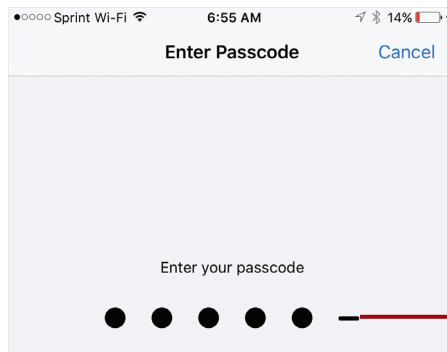 Sprint Wi-Fi 6:55 AM 14%
Enter Passcode Cancel
Enter your passcode